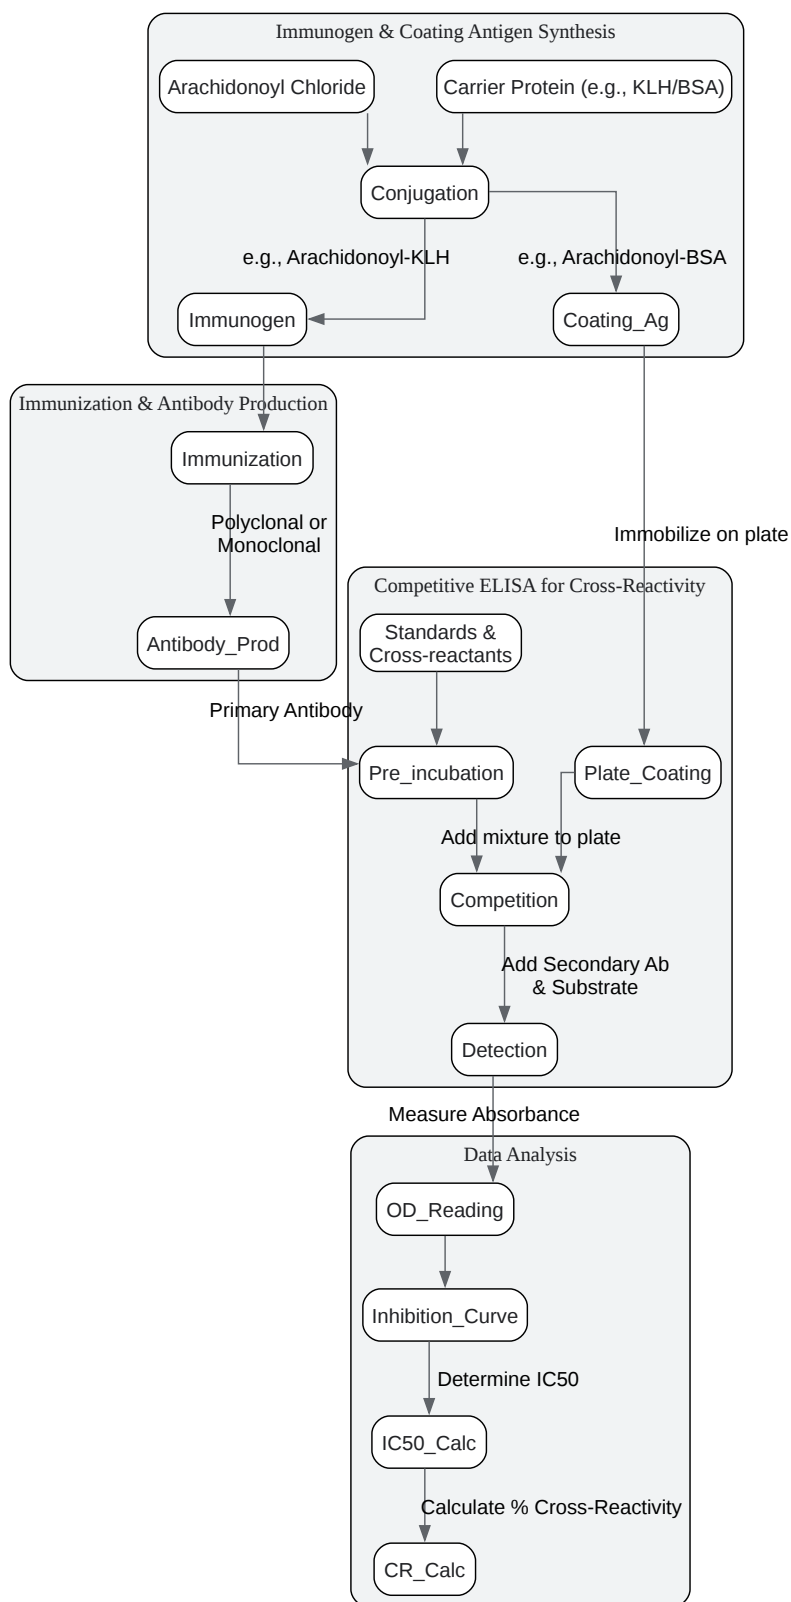 Immunogen & Coating Antigen Synthesis
Arachidonoyl Chloride
Carrier Protein (e.g., KLH/BSA)
Conjugation
e.g., Arachidonoyl-KLH
e.g., Arachidonoyl-BSA
Immunogen
Coating_Ag
Immunization & Antibody Production
Immunization
Polyclonal or
Monoclonal
Immobilize on plate
Competitive ELISA for Cross-Reactivity
Standards &
Cross-reactants
Antibody_Prod
Primary Antibody
Pre_incubation
Plate_Coating
Add mixture to plate
Competition
Add Secondary Ab
& Substrate
Detection
Measure Absorbance
Data Analysis
OD_Reading
Inhibition_Curve
Determine IC50
IC50_Calc
Calculate % Cross-Reactivity
CR_Calc